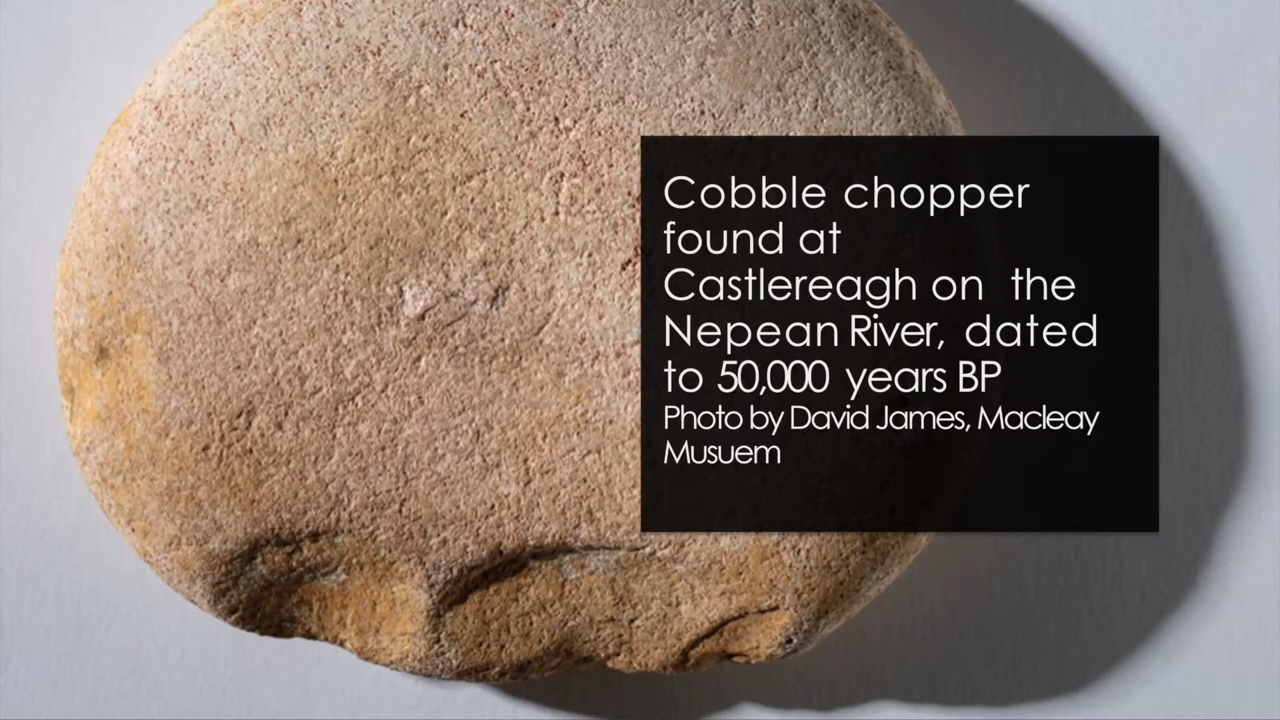 Cobble chopper
found at
Castlereagh on the
Nepean River, dated
to 50,000 years BP
Photo by David James, Macleay
Musuem